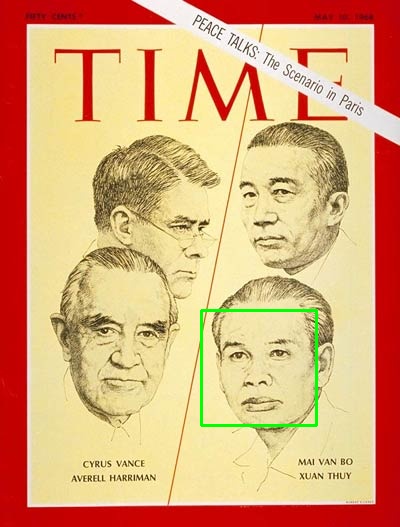 FIFTY CENTS
MAY 10, 1968
PEACE TALKS: The Scenario in Paris
TIME
CYRUS VANCE
AVERELL HARRIMAN
MAI VAN BO
XUAN THUY